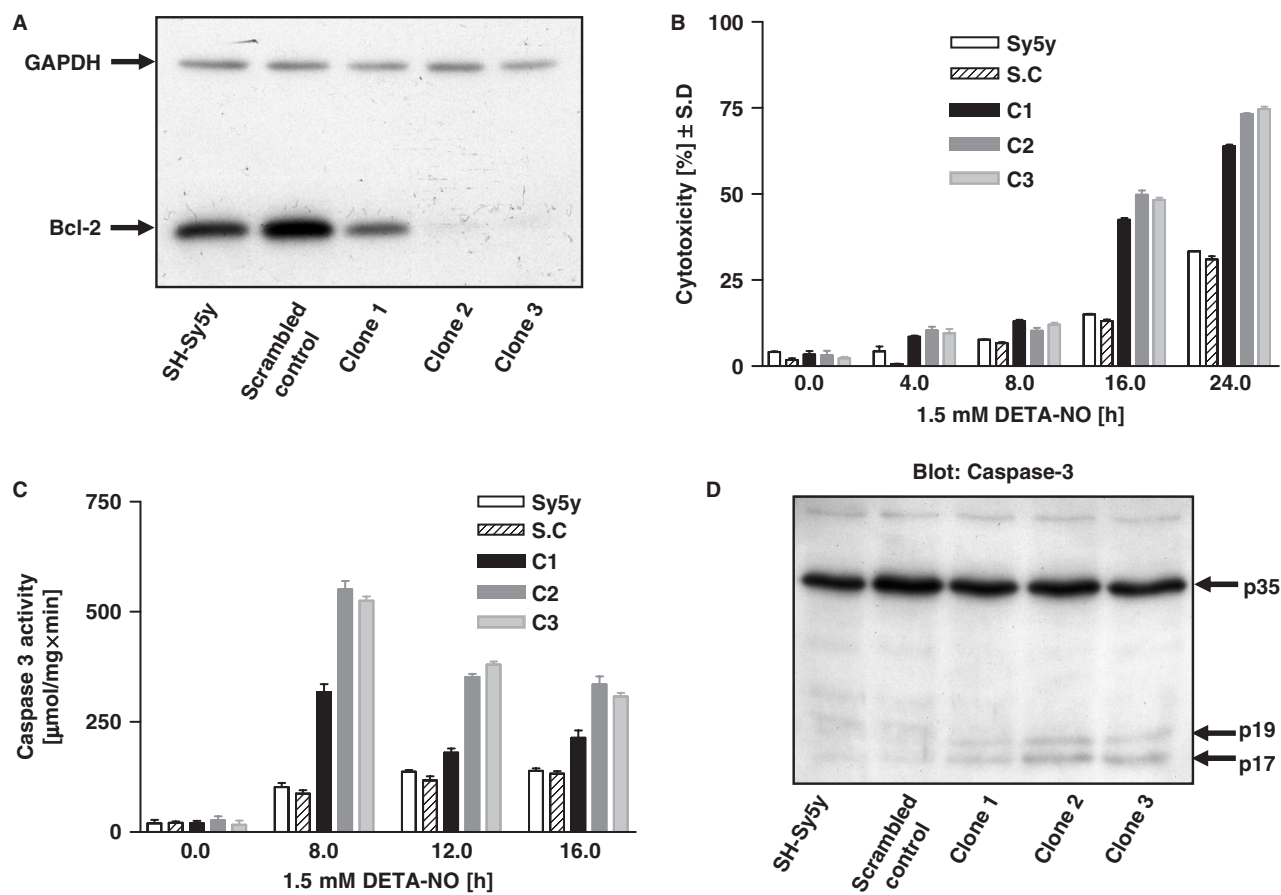 A
GAPDH
Bcl-2
SH-Sy5y
Scrambled
control
Clone 1
Clone 2
Clone 3
B
Cytotoxicity [%] ± S.D
100
75
50
25
0
Sy5y
S.C
C1
C2
C3
0.0 4.0 8.0 16.0 24.0
1.5 mM DETA-NO [h]
C
Caspase 3 activity
[µmol/mg×min]
750
500
250
0
Sy5y
S.C
C1
C2
C3
0.0 8.0 12.0 16.0
1.5 mM DETA-NO [h]
D
Blot: Caspase-3
p35
p19
p17
SH-Sy5y
Scrambled
control
Clone 1
Clone 2
Clone 3